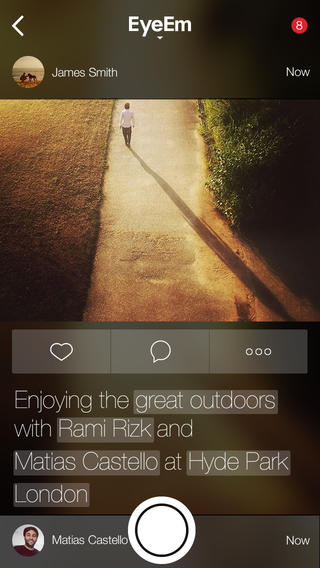 EyeEm
8
James Smith
Now
Enjoying the great outdoors
with Rami Rizk and
Matias Castello at Hyde Park
London
Matias Castello
Now